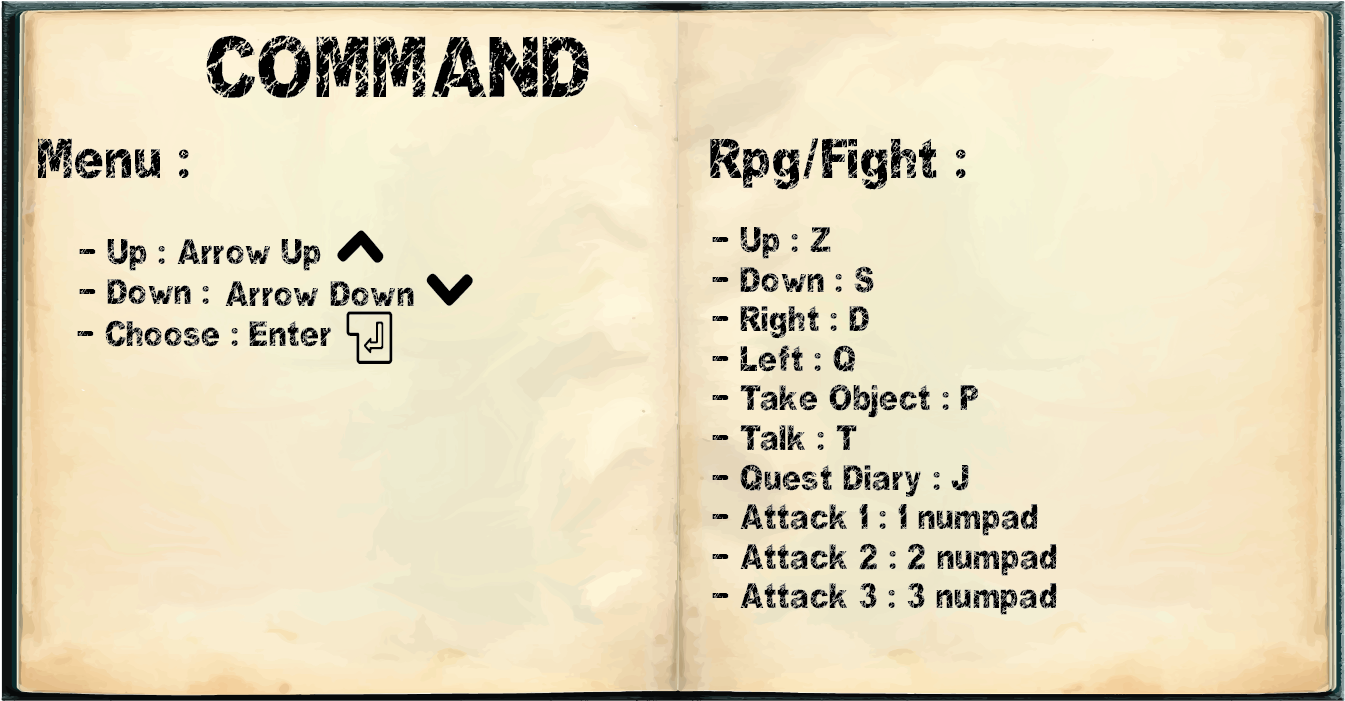 COMMAND
Menu :
- Up : Arrow Up
- Down : Arrow Down
- Choose : Enter
Rpg/Fight :
- Up : Z
- Down : S
- Right : D
- Left : Q
- Take Object : P
- Talk : T
- Quest Diary : J
- Attack 1 : 1 numpad
- Attack 2 : 2 numpad
- Attack 3 : 3 numpad